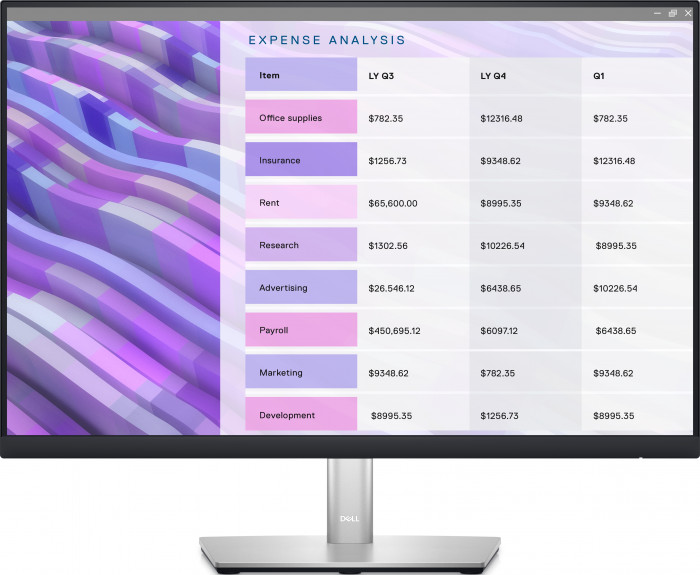 EXPENSE ANALYSIS
Item LY Q3 LY Q4 Q1
Office supplies $782.35 $12316.48 $782.35
Insurance $1256.73 $9348.62 $12316.48
Rent $65,600.00 $8995.35 $9348.62
Research $1302.56 $10226.54 $8995.35
Advertising $26.546.12 $6438.65 $10226.54
Payroll $450,695.12 $6097.12 $6438.65
Marketing $9348.62 $782.35 $9348.62
Development $8995.35 $1256.73 $8995.35
DELL